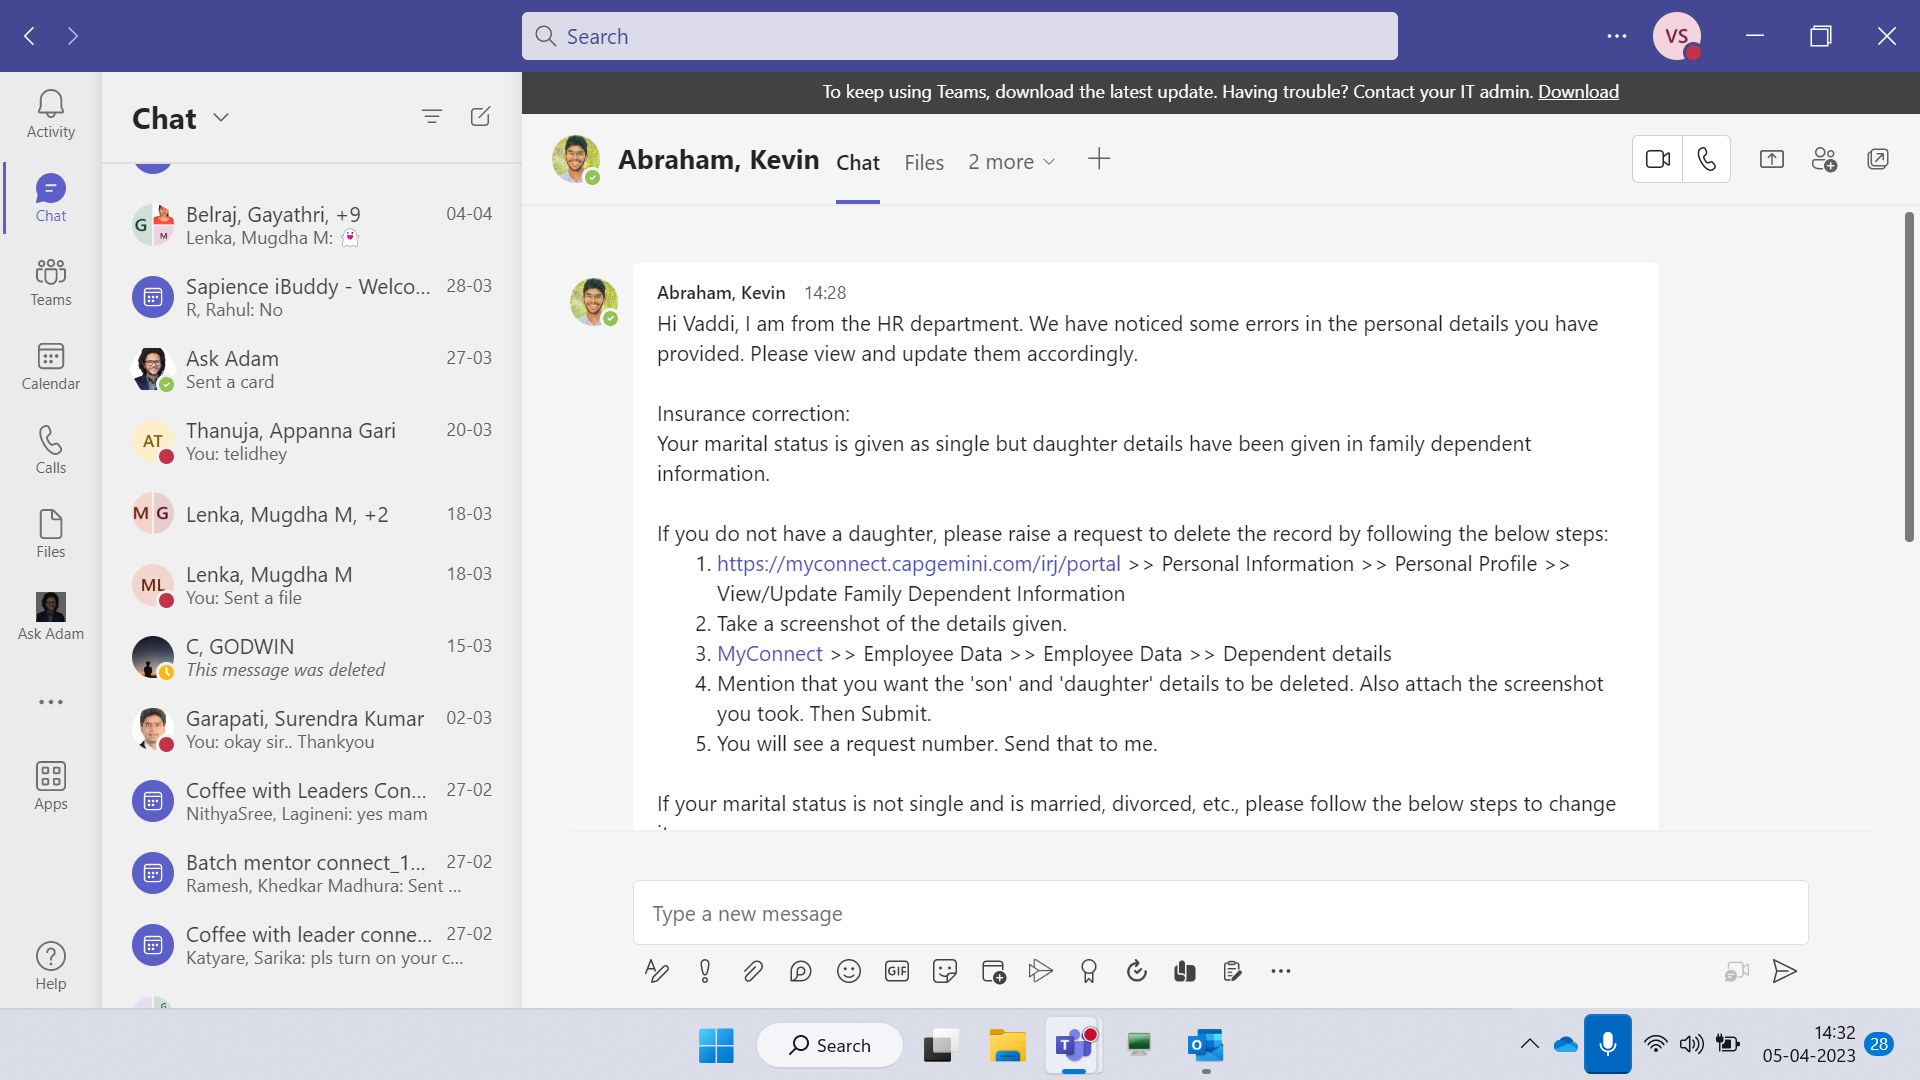 Search
VS
To keep using Teams, download the latest update. Having trouble? Contact your IT admin. Download
Activity
Chat
Teams
Calendar
Calls
Files
Ask Adam
Apps
Help
Chat
Belraj, Gayathri, +9 04-04
G
M
Lenka, Mugdha M:
Sapience iBuddy - Welco... 28-03
R, Rahul: No
Ask Adam 27-03
Sent a card
AT
Thanuja, Appanna Gari 20-03
You: telidhey
M G
Lenka, Mugdha M, +2 18-03
ML
Lenka, Mugdha M 18-03
You: Sent a file
C, GODWIN 15-03
This message was deleted
Garapati, Surendra Kumar 02-03
You: okay sir.. Thankyou
Coffee with Leaders Con... 27-02
NithyaSree, Lagineni: yes mam
Batch mentor connect_1... 27-02
Ramesh, Khedkar Madhura: Sent ...
Coffee with leader conne... 27-02
Katyare, Sarika: pls turn on your c...
Abraham, Kevin Chat Files 2 more
Abraham, Kevin 14:28
Hi Vaddi, I am from the HR department. We have noticed some errors in the personal details you have
provided. Please view and update them accordingly.
Insurance correction:
Your marital status is given as single but daughter details have been given in family dependent
information.
If you do not have a daughter, please raise a request to delete the record by following the below steps:
1. https://myconnect.capgemini.com/irj/portal >> Personal Information >> Personal Profile >>
View/Update Family Dependent Information
2. Take a screenshot of the details given.
3. MyConnect >> Employee Data >> Employee Data >> Dependent details
4. Mention that you want the 'son' and 'daughter' details to be deleted. Also attach the screenshot
you took. Then Submit.
5. You will see a request number. Send that to me.
If your marital status is not single and is married, divorced, etc., please follow the below steps to change
Type a new message
GIF
Search
14:32
05-04-2023
28